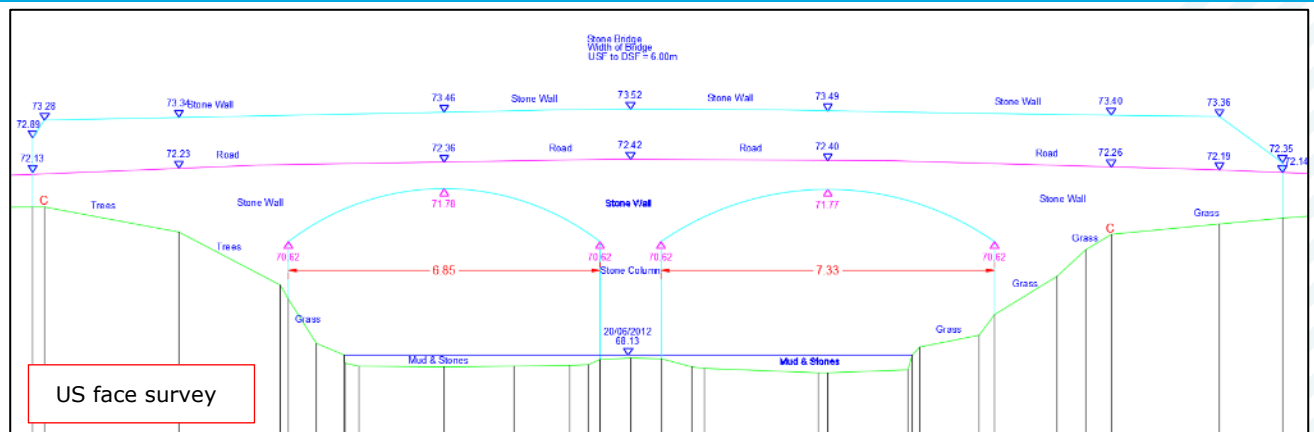 Stone Bridge
Width of Bridge
USF to DSF = 6.00m
73.28
73.34
Stone Wall
73.46
Stone Wall
73.52
Stone Wall
73.49
Stone Wall
73.40
73.36
72.89
72.13
72.23
Road
72.36
Road
72.42
Road
72.40
Road
72.26
72.19
72.35
72.14
C
Trees
Stone Wall
71.78
Stone Wall
71.77
Stone Wall
Grass
C
Trees
Grass
70.62
6.85
70.62
Stone Column
70.62
7.33
70.62
Grass
Grass
20/06/2012
68.13
Grass
Mud & Stones
Mud & Stones
US face survey